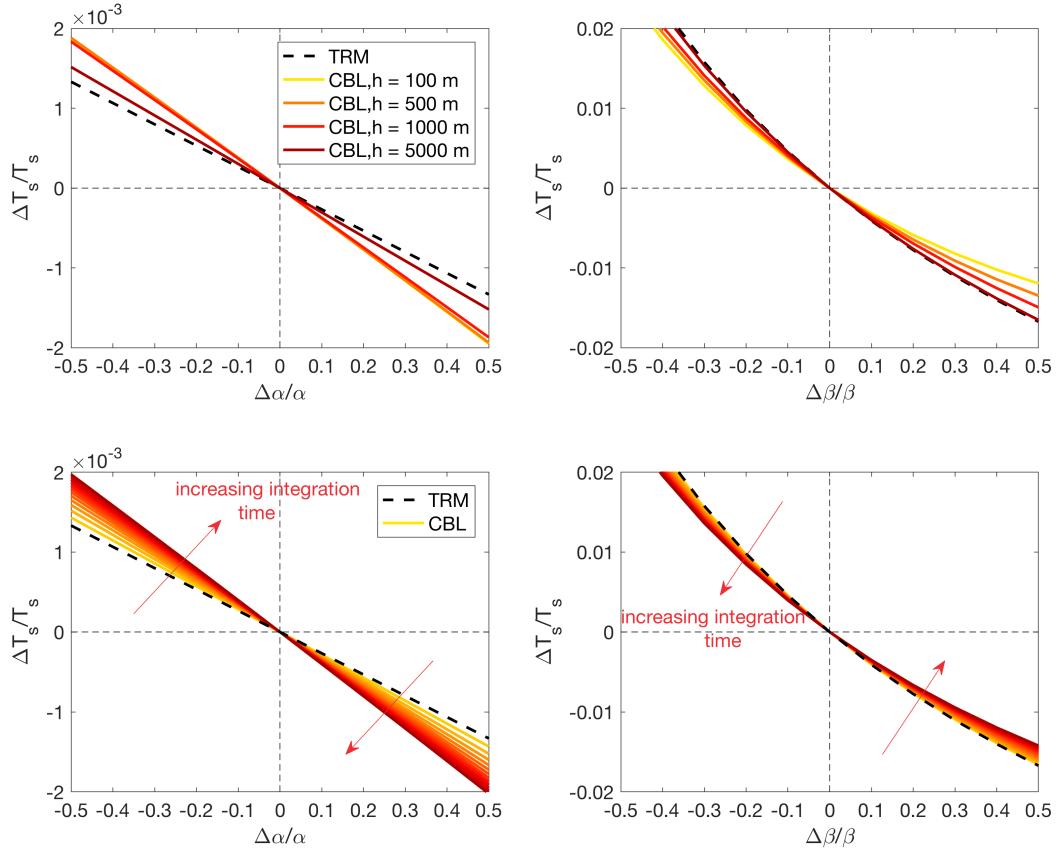 ×10⁻³
2
1
0
-1
-2
ΔTₛ/Tₛ
TRM
CBL,h = 100 m
CBL,h = 500 m
CBL,h = 1000 m
CBL,h = 5000 m
-0.5 -0.4 -0.3 -0.2 -0.1 0 0.1 0.2 0.3 0.4 0.5
Δα/α
0.02
0.01
0
-0.01
-0.02
ΔTₛ/Tₛ
-0.5 -0.4 -0.3 -0.2 -0.1 0 0.1 0.2 0.3 0.4 0.5
Δβ/β
×10⁻³
2
1
0
-1
-2
ΔTₛ/Tₛ
increasing integration
time
TRM
CBL
-0.5 -0.4 -0.3 -0.2 -0.1 0 0.1 0.2 0.3 0.4 0.5
Δα/α
0.02
0.01
0
-0.01
-0.02
ΔTₛ/Tₛ
increasing integration
time
-0.5 -0.4 -0.3 -0.2 -0.1 0 0.1 0.2 0.3 0.4 0.5
Δβ/β